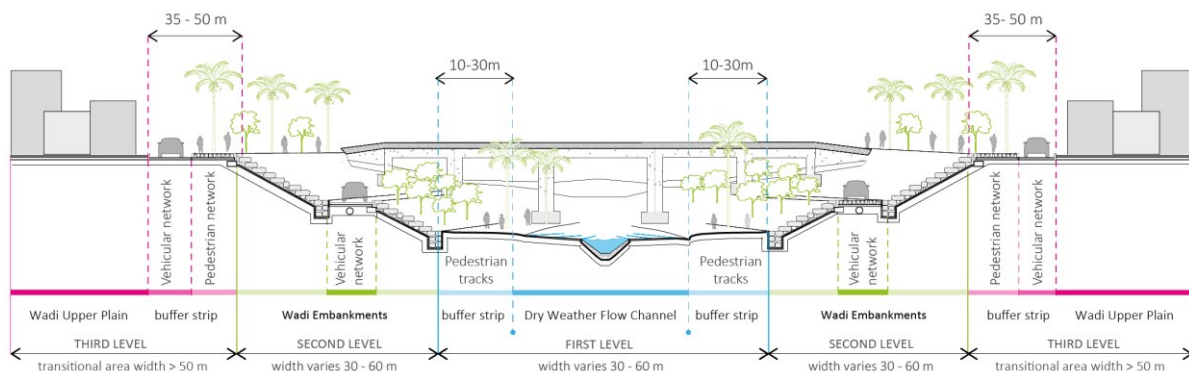 35 - 50 m
35- 50 m
10-30m
10-30m
Vehicular network
Pedestrian network
Vehicular
network
Pedestrian
tracks
Pedestrian
tracks
Vehicular
network
Pedestrian network
Vehicular network
Wadi Upper Plain
buffer strip
Wadi Embankments
buffer strip
Dry Weather Flow Channel
buffer strip
Wadi Embankments
buffer strip
Wadi Upper Plain
THIRD LEVEL
SECOND LEVEL
FIRST LEVEL
SECOND LEVEL
THIRD LEVEL
transitional area width > 50 m
width varies 30 - 60 m
width varies 30 - 60 m
width varies 30 - 60 m
transitional area width > 50 m